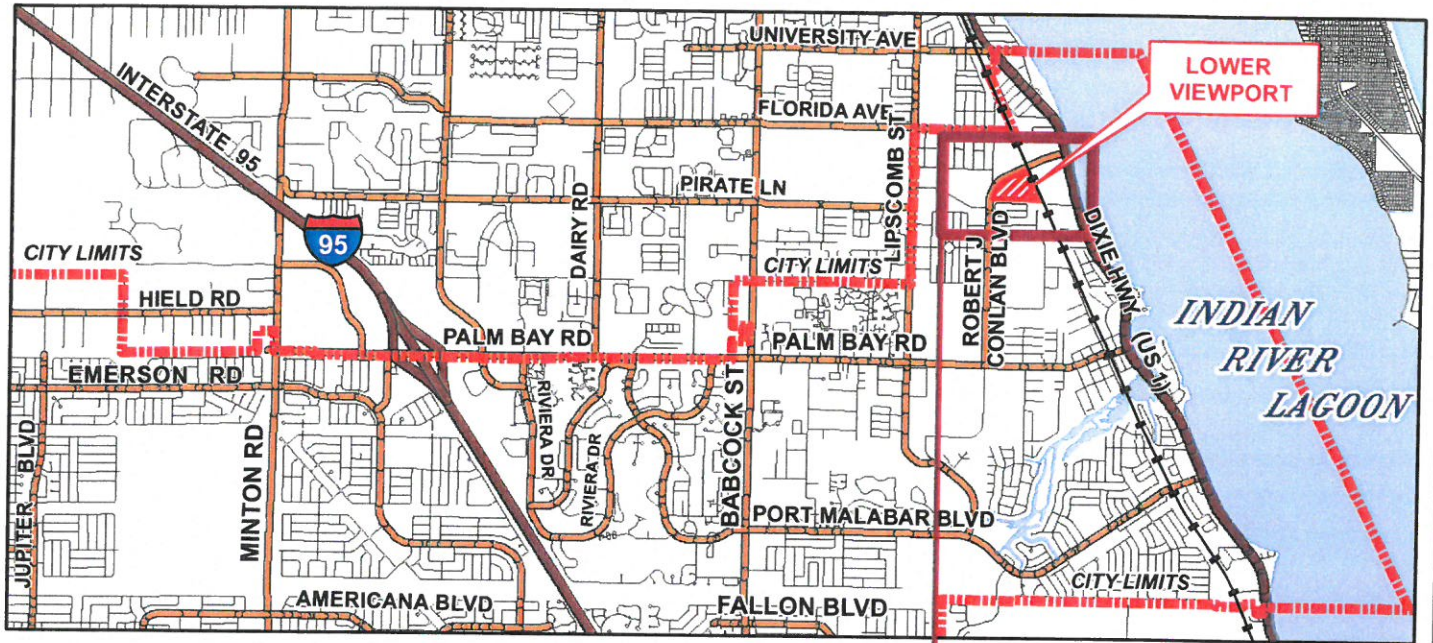 UNIVERSITY AVE
LOWER
VIEWPORT
INTERSTATE 95
FLORIDA AVE
LIPSCOMB ST
PIRATE LN
DAIRY RD
95
CITY LIMITS
CITY LIMITS
ROBERT J
CONLAN BLVD
DIXIE HWY (US 1)
HIELD RD
PALM BAY RD
PALM BAY RD
INDIAN
RIVER
LAGOON
EMERSON RD
JUPITER BLVD
MINTON RD
RIVIERA DR
RIVIERA DR
BABCOCK ST
PORT MALABAR BLVD
CITY LIMITS
AMERICANA BLVD
FALLON BLVD